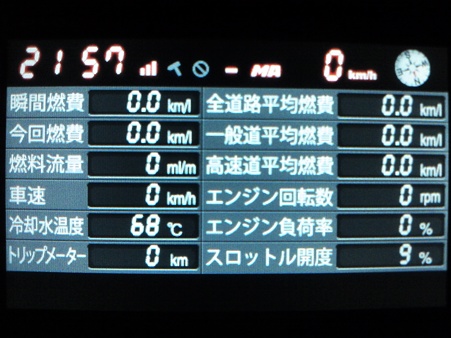 21 57 - MA 0 km/h
瞬間燃費 0.0 km/l 全道路平均燃費 0.0 km/l
今回燃費 0.0 km/l 一般道平均燃費 0.0 km/l
燃料流量 0 ml/m 高速道平均燃費 0.0 km/l
車速 0 km/h エンジン回転数 0 rpm
冷却水温度 68 ℃ エンジン負荷率 0 %
トリップメーター 0 km スロットル開度 9 %